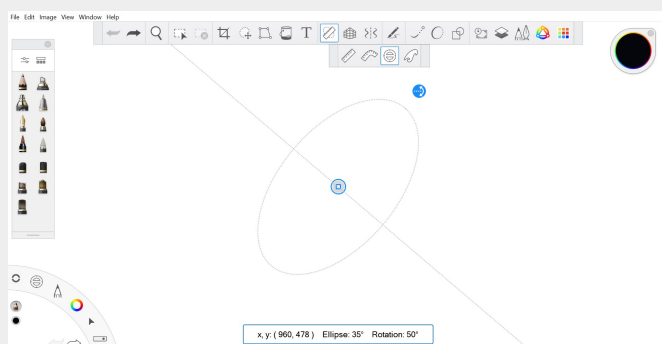 File Edit Image View Window Help
T
x, y: ( 960, 478 ) Ellipse: 35° Rotation: 50°